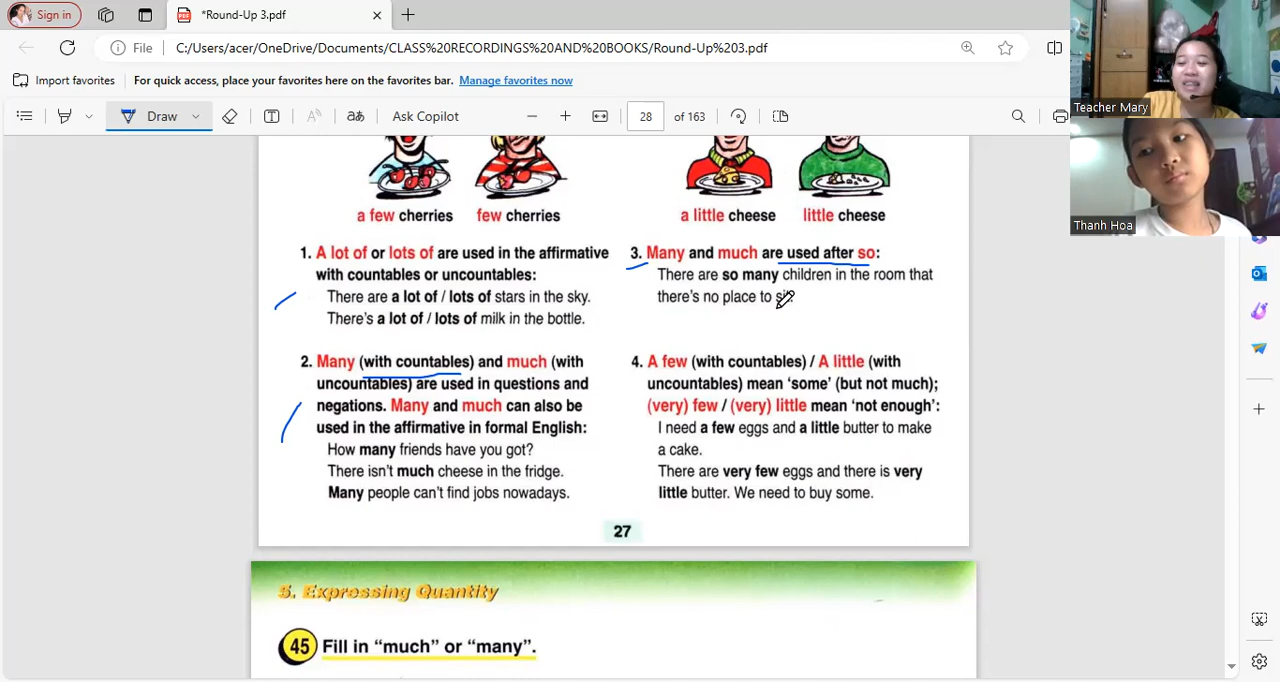 Sign in
*Round-Up 3.pdf
File
C:/Users/acer/OneDrive/Documents/CLASS%20RECORDINGS%20AND%20BOOKS/Round-Up%203.pdf
Import favorites
For quick access, place your favorites here on the favorites bar. Manage favorites now
Draw
Ask Copilot
28 of 163
Teacher Mary
Thanh Hoa
a few cherries
few cherries
a little cheese
little cheese
1. A lot of or lots of are used in the affirmative
with countables or uncountables:
There are a lot of / lots of stars in the sky.
There's a lot of / lots of milk in the bottle.
2. Many (with countables) and much (with
uncountables) are used in questions and
negations. Many and much can also be
used in the affirmative in formal English:
How many friends have you got?
There isn't much cheese in the fridge.
Many people can't find jobs nowadays.
3. Many and much are used after so:
There are so many children in the room that
there's no place to
4. A few (with countables) / A little (with
uncountables) mean 'some' (but not much);
(very) few / (very) little mean 'not enough':
I need a few eggs and a little butter to make
a cake.
There are very few eggs and there is very
little butter. We need to buy some.
27
5. Expressing Quantity
45 Fill in "much" or "many".